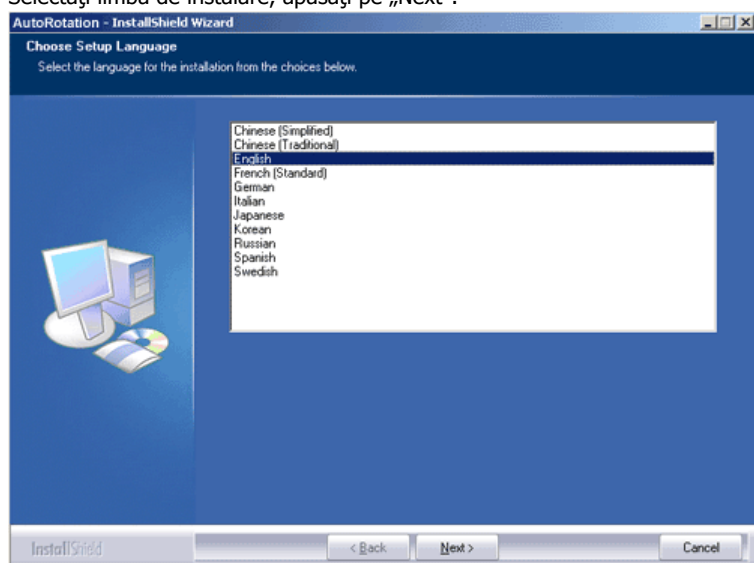 Selectați limba de instalare, apăsați pe „Next”.
AutoRotation - InstallShield Wizard
Choose Setup Language
Select the language for the installation from the choices below.
Chinese (Simplified)
Chinese (Traditional)
English
French (Standard)
German
Italian
Japanese
Korean
Russian
Spanish
Swedish
InstallShield
< Back
Next >
Cancel